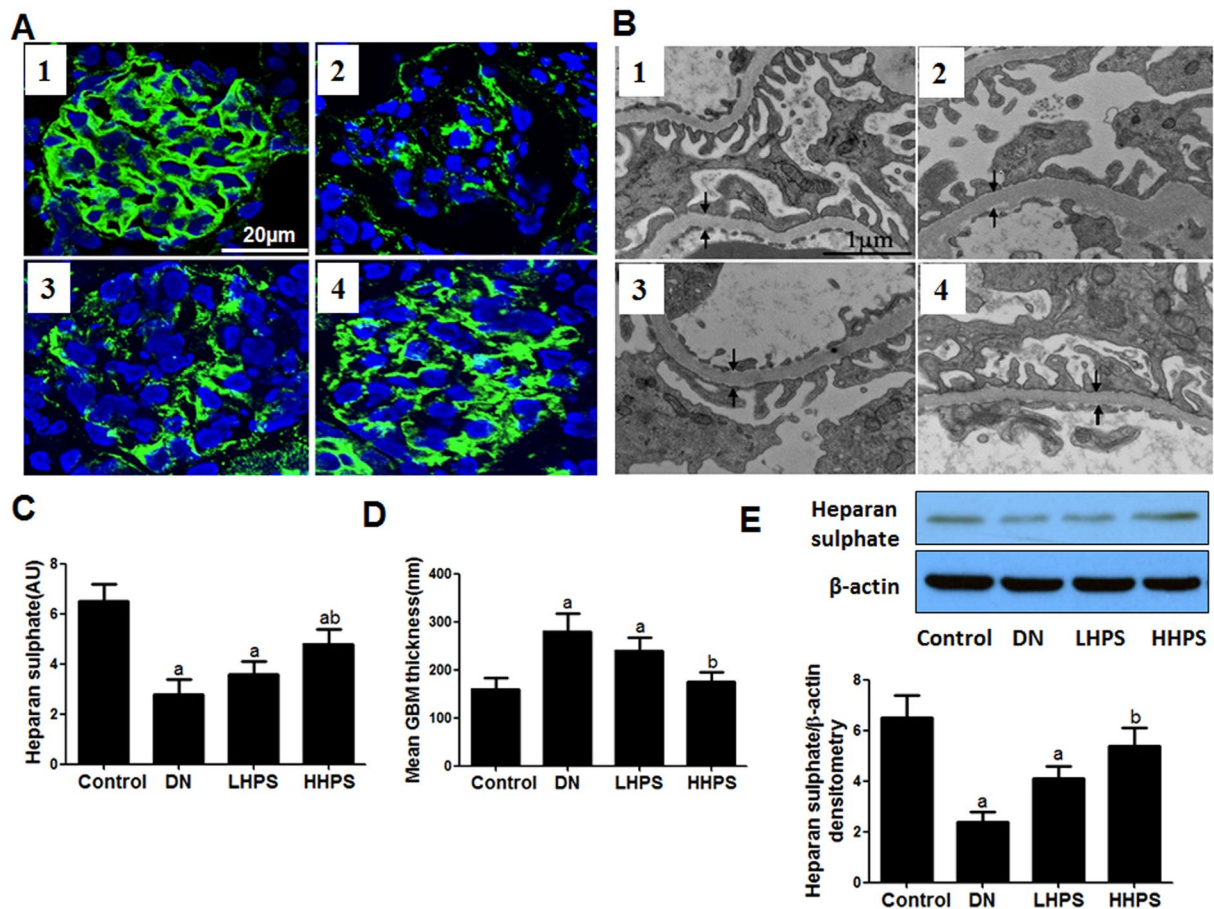 A
1
2
20μm
3
4
B
1
2
1μm
3
4
C
Heparan sulphate(AU)
6
4
2
0
a
a
ab
Control DN LHPS HHPS
D
Mean GBM thickness(nm)
400
300
200
100
0
a
a
b
Control DN LHPS HHPS
E
Heparan
sulphate
β-actin
Control DN LHPS HHPS
Heparan sulphate/β-actin
densitometry
8
6
4
2
0
a
a
b
Control DN LHPS HHPS